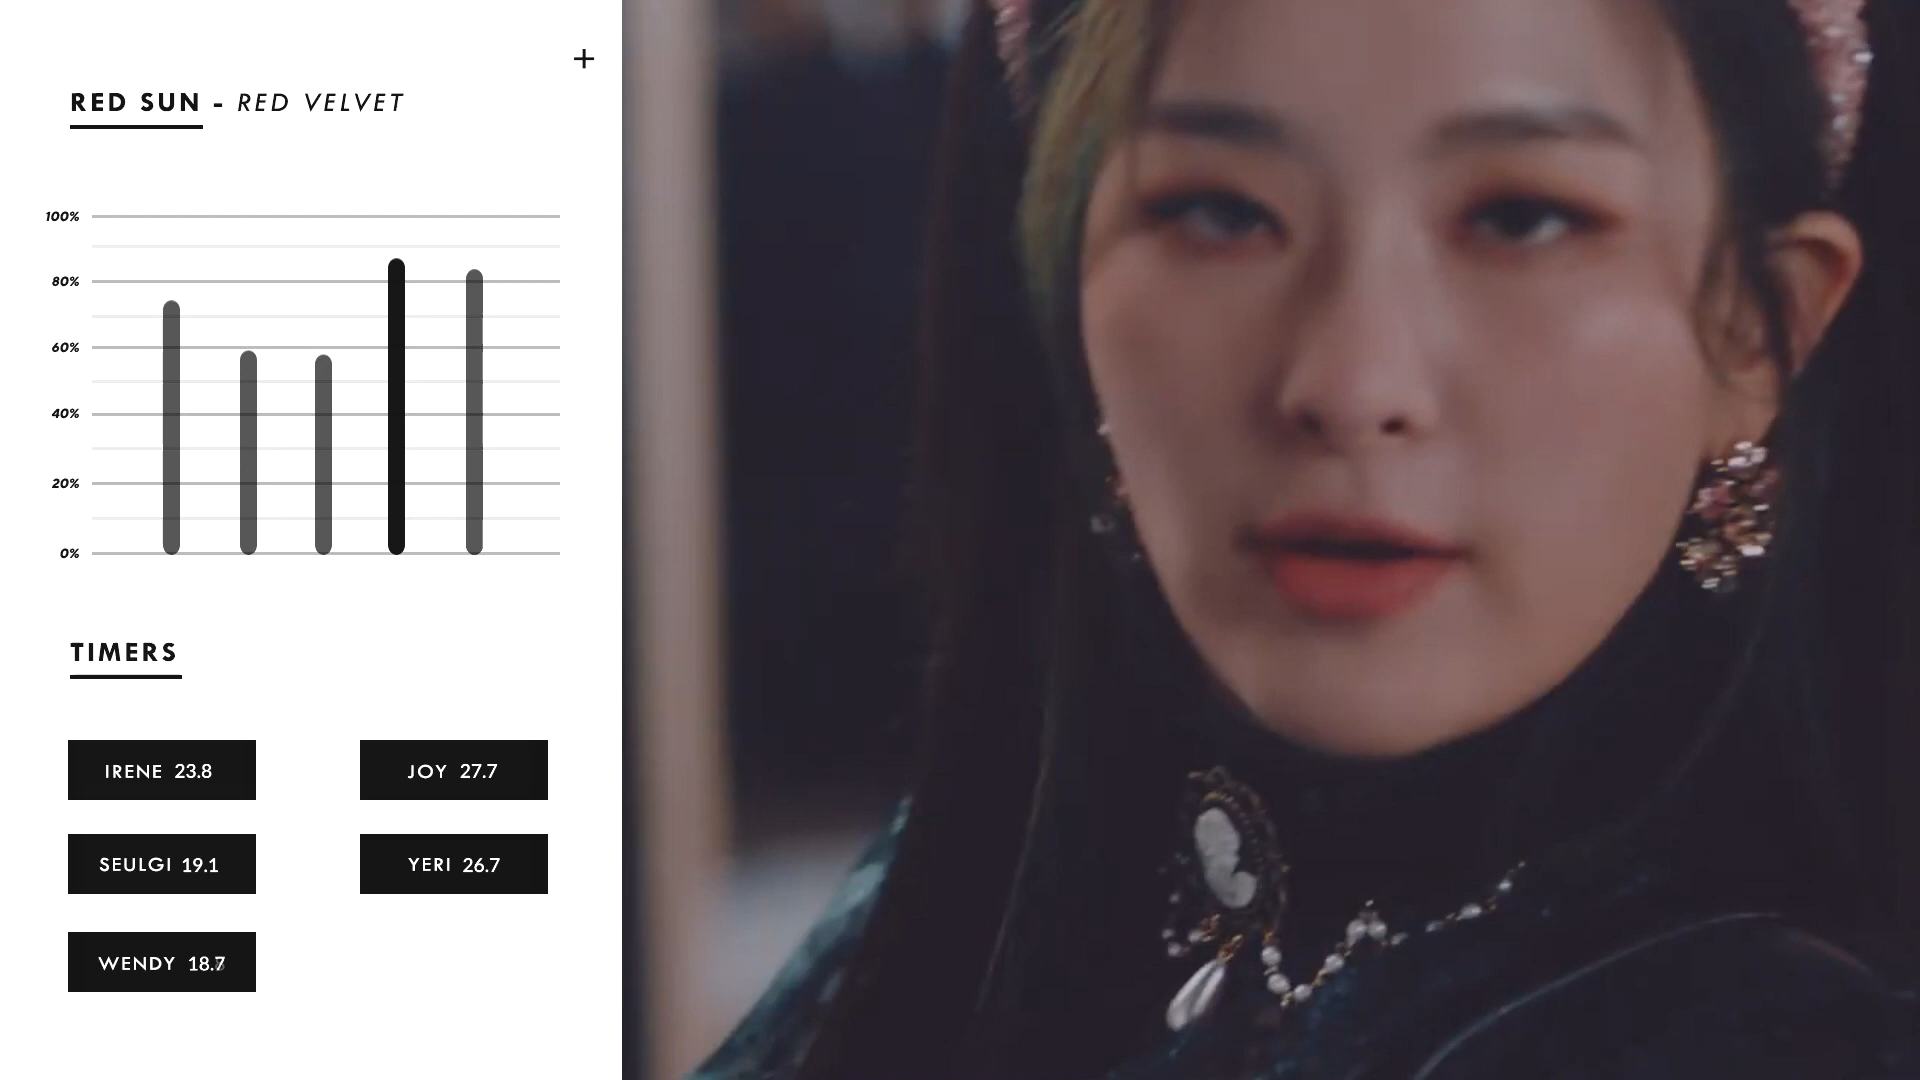 +
RED SUN - RED VELVET
100%
80%
60%
40%
20%
0%
TIMERS
IRENE 23.8
JOY 27.7
SEULGI 19.1
YERI 26.7
WENDY 18.7